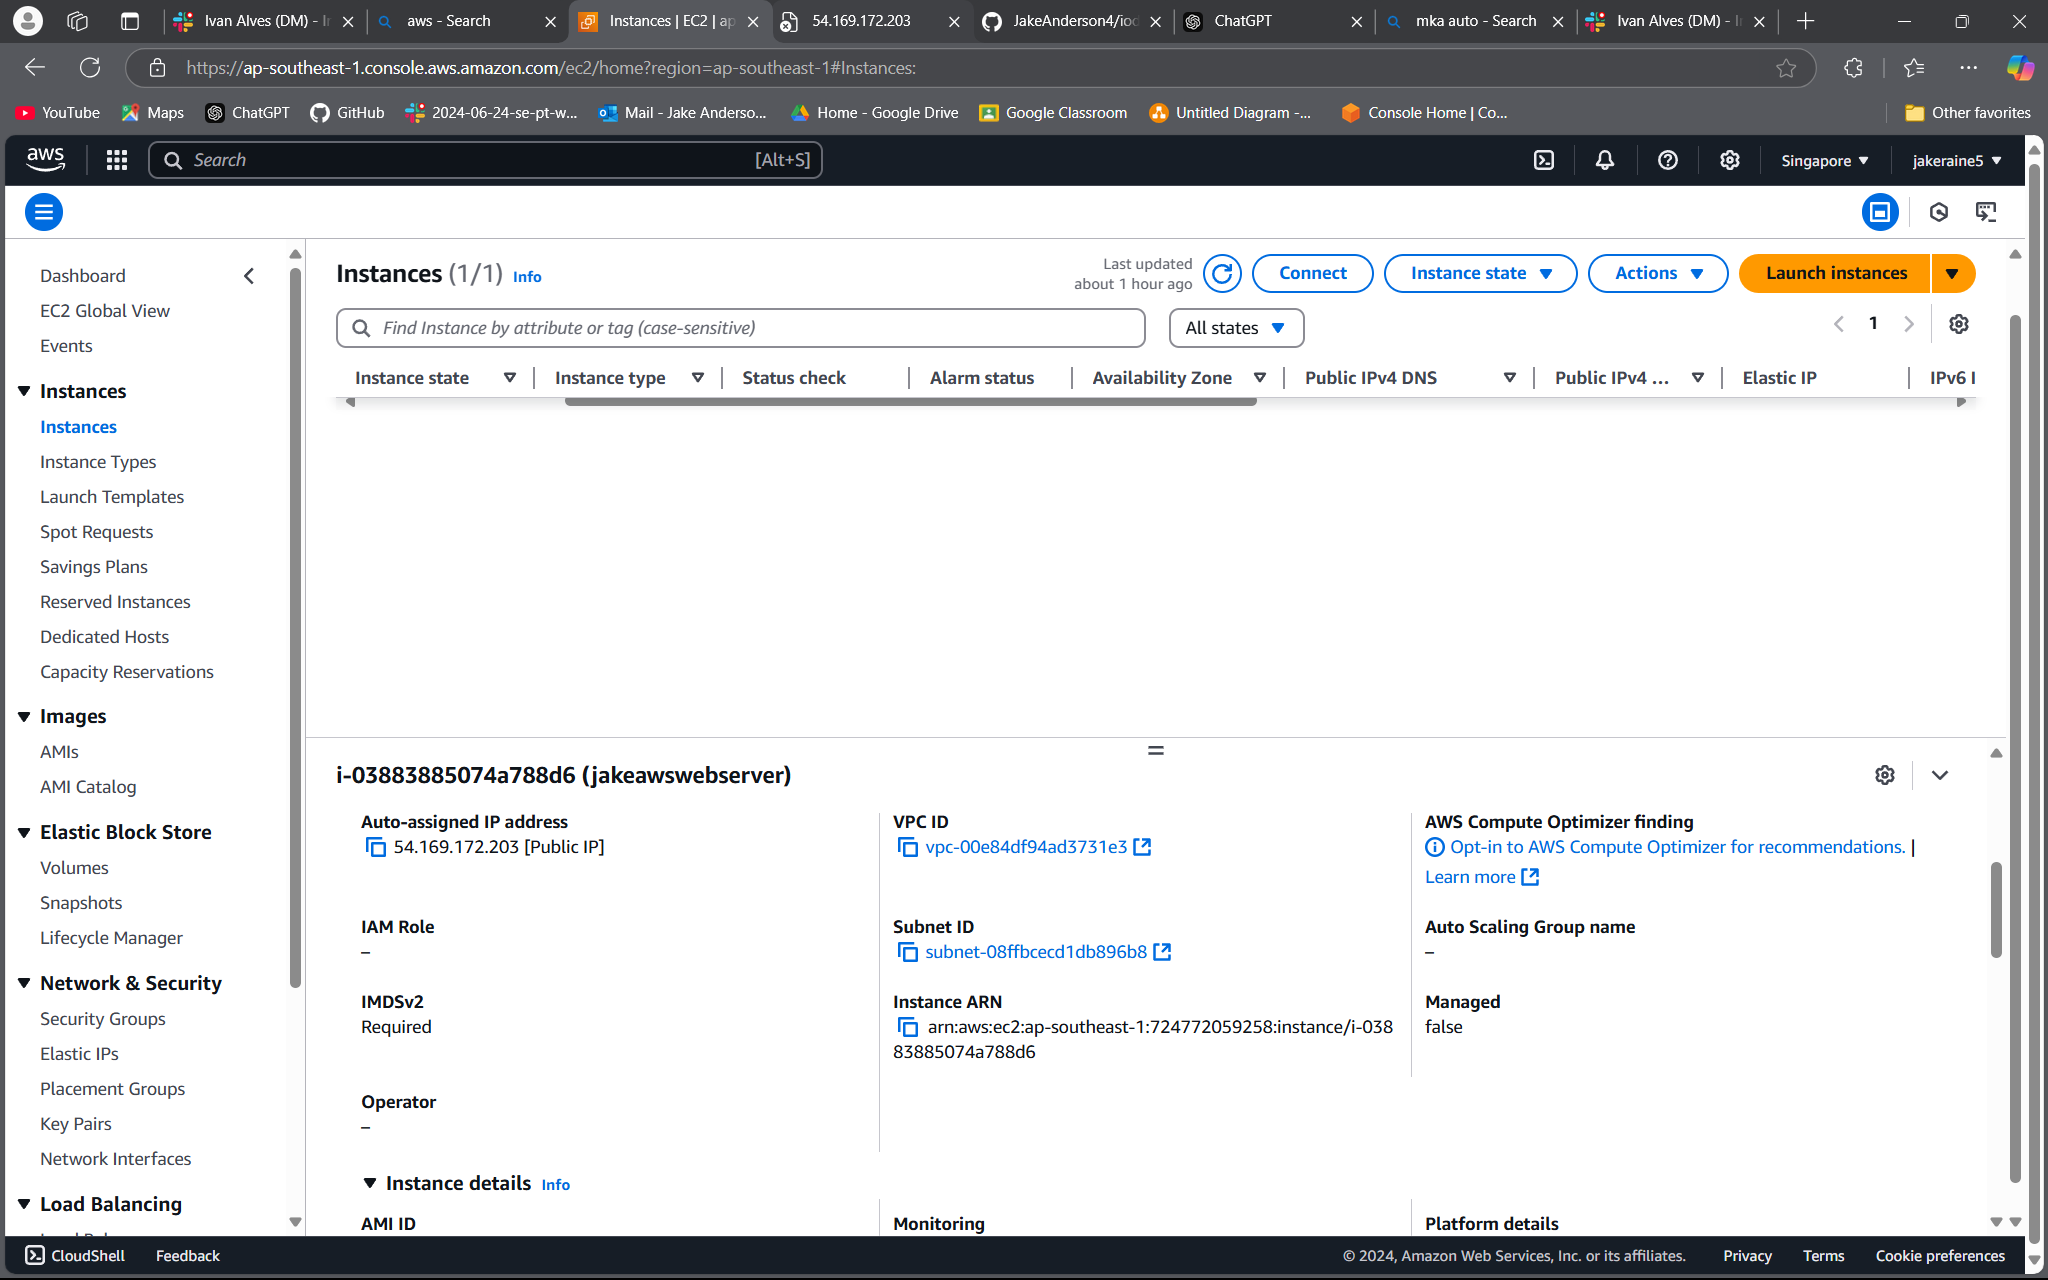 Ivan Alves (DM) - I
aws - Search
Instances | EC2 | ap
54.169.172.203
JakeAnderson4/iod
ChatGPT
mka auto - Search
Ivan Alves (DM) - I
https://ap-southeast-1.console.aws.amazon.com/ec2/home?region=ap-southeast-1#Instances:
YouTube
Maps
ChatGPT
GitHub
2024-06-24-se-pt-w...
Mail - Jake Anderso...
Home - Google Drive
Google Classroom
Untitled Diagram -...
Console Home | Co...
Other favorites
aws
Search
[Alt+S]
Singapore
jakeraine5
Dashboard
EC2 Global View
Events
Instances
Instances
Instance Types
Launch Templates
Spot Requests
Savings Plans
Reserved Instances
Dedicated Hosts
Capacity Reservations
Images
AMIs
AMI Catalog
Elastic Block Store
Volumes
Snapshots
Lifecycle Manager
Network & Security
Security Groups
Elastic IPs
Placement Groups
Key Pairs
Network Interfaces
Load Balancing
Instances (1/1) Info
Last updated
about 1 hour ago
Connect
Instance state
Actions
Launch instances
Find Instance by attribute or tag (case-sensitive)
All states
1
Instance state
Instance type
Status check
Alarm status
Availability Zone
Public IPv4 DNS
Public IPv4 ...
Elastic IP
IPv6 I
i-03883885074a788d6 (jakeawswebserver)
Auto-assigned IP address
54.169.172.203 [Public IP]
VPC ID
vpc-00e84df94ad3731e3
AWS Compute Optimizer finding
Opt-in to AWS Compute Optimizer for recommendations. |
Learn more
IAM Role
–
Subnet ID
subnet-08ffbcecd1db896b8
Auto Scaling Group name
–
IMDSv2
Required
Instance ARN
arn:aws:ec2:ap-southeast-1:724772059258:instance/i-038
83885074a788d6
Managed
false
Operator
–
Instance details Info
AMI ID
Monitoring
Platform details
CloudShell
Feedback
© 2024, Amazon Web Services, Inc. or its affiliates.
Privacy
Terms
Cookie preferences